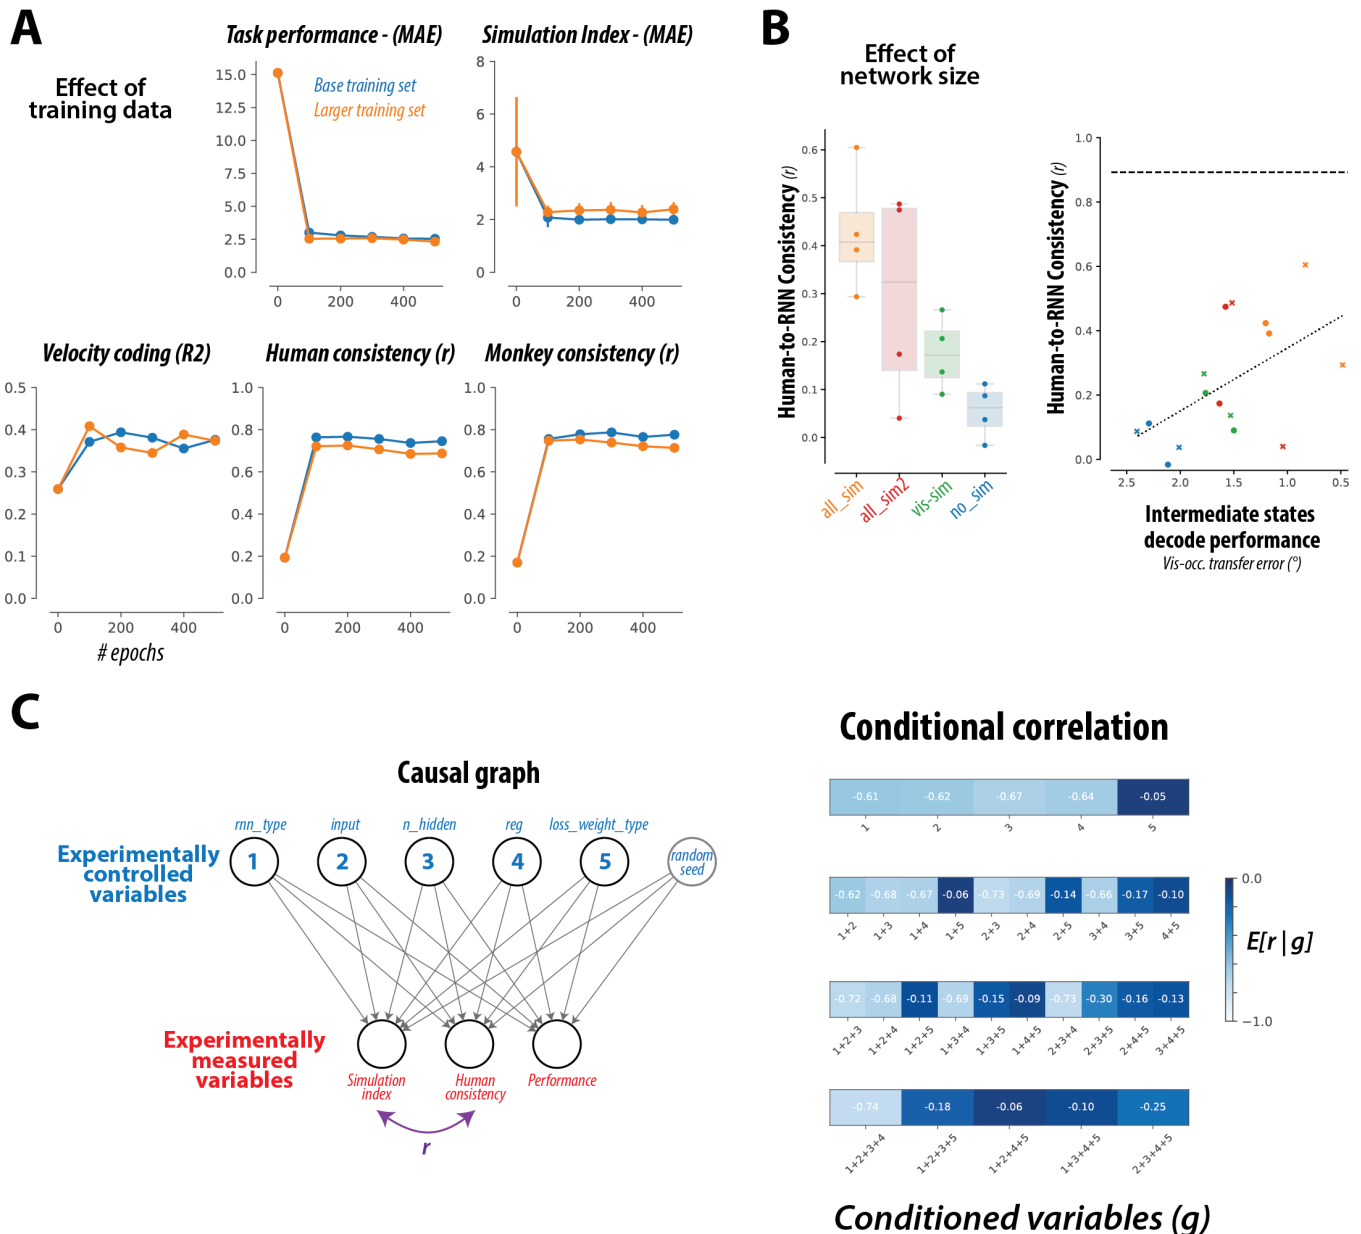 A
Effect of
training data
Task performance - (MAE)
15.0
12.5
10.0
7.5
5.0
2.5
0.0
0
200
400
Base training set
Larger training set
Simulation Index - (MAE)
8
6
4
2
0
0
200
400
Velocity coding (R2)
0.5
0.4
0.3
0.2
0.1
0.0
0
200
400
# epochs
Human consistency (r)
1.0
0.8
0.6
0.4
0.2
0.0
0
200
400
Monkey consistency (r)
1.0
0.8
0.6
0.4
0.2
0.0
0
200
400
B
Effect of
network size
Human-to-RNN Consistency (r)
0.6
0.5
0.4
0.3
0.2
0.1
0.0
all_sim
all_sim2
vis-sim
no_sim
Human-to-RNN Consistency (r)
1.0
0.8
0.6
0.4
0.2
0.0
2.5
2.0
1.5
1.0
0.5
Intermediate states
decode performance
Vis-occ. transfer error (°)
C
Causal graph
Experimentally
controlled
variables
rnn_type
input
n_hidden
reg
loss_weight_type
1
2
3
4
5
random
seed
Experimentally
measured
variables
Simulation
index
Human
consistency
Performance
r
Conditional correlation
-0.61 -0.62 -0.67 -0.64 -0.05
1 2 3 4 5
-0.62 -0.68 -0.67 -0.06 -0.73 -0.69 -0.14 -0.66 -0.17 -0.10
1+2 1+3 1+4 1+5 2+3 2+4 2+5 3+4 3+5 4+5
-0.72 -0.68 -0.11 -0.69 -0.15 -0.09 -0.73 -0.30 -0.16 -0.13
1+2+3 1+2+4 1+2+5 1+3+4 1+3+5 1+4+5 2+3+4 2+3+5 2+4+5 3+4+5
-0.74 -0.18 -0.06 -0.10 -0.25
1+2+3+4 1+2+3+5 1+2+4+5 1+3+4+5 2+3+4+5
0.0
E[r | g]
−1.0
Conditioned variables (g)